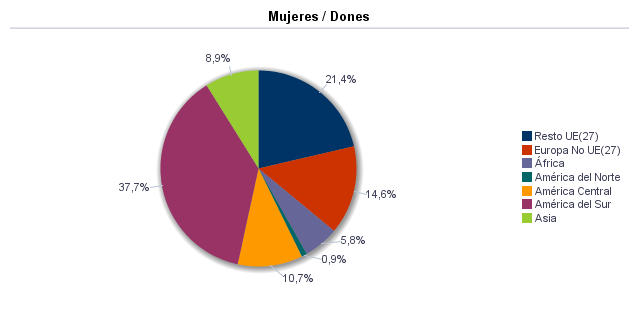 Mujeres / Dones
8,9%
21,4%
37,7%
14,6%
5,8%
0,9%
10,7%
Resto UE(27)
Europa No UE(27)
África
América del Norte
América Central
América del Sur
Asia